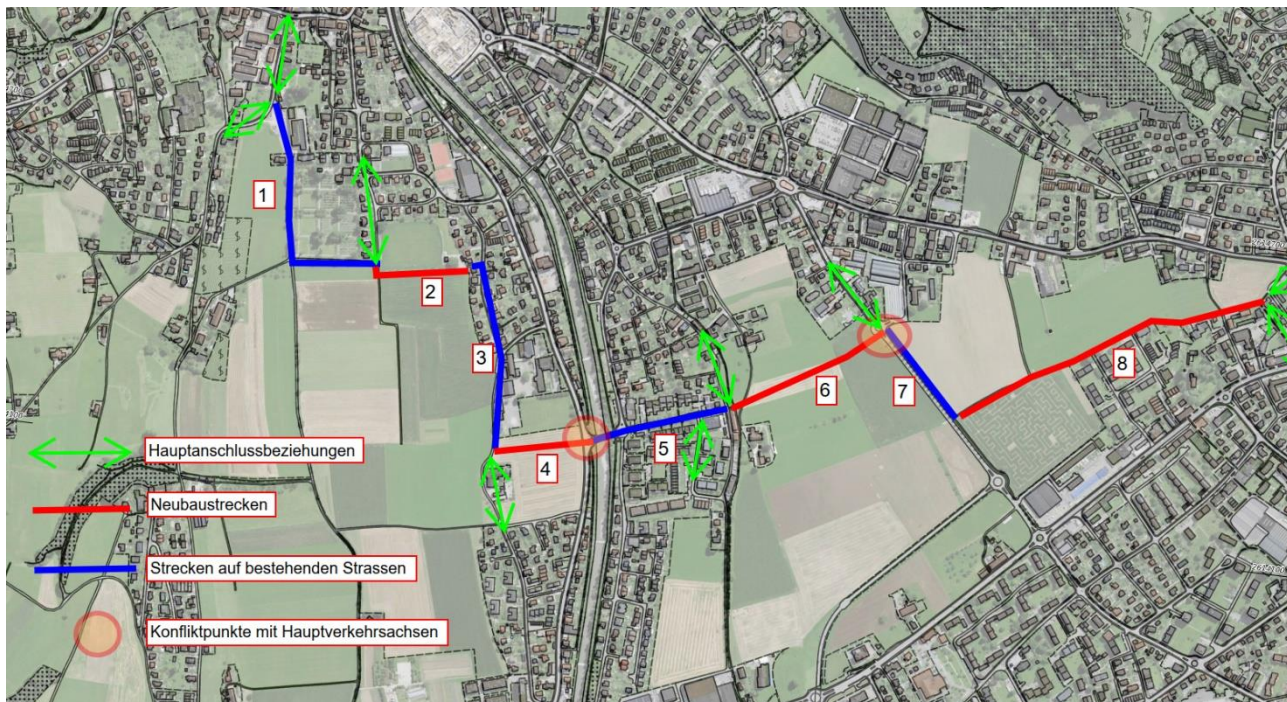 1
2
3
4
5
6
7
8
Hauptanschlussbeziehungen
Neubaustrecken
Strecken auf bestehenden Strassen
Konfliktpunkte mit Hauptverkehrsachsen